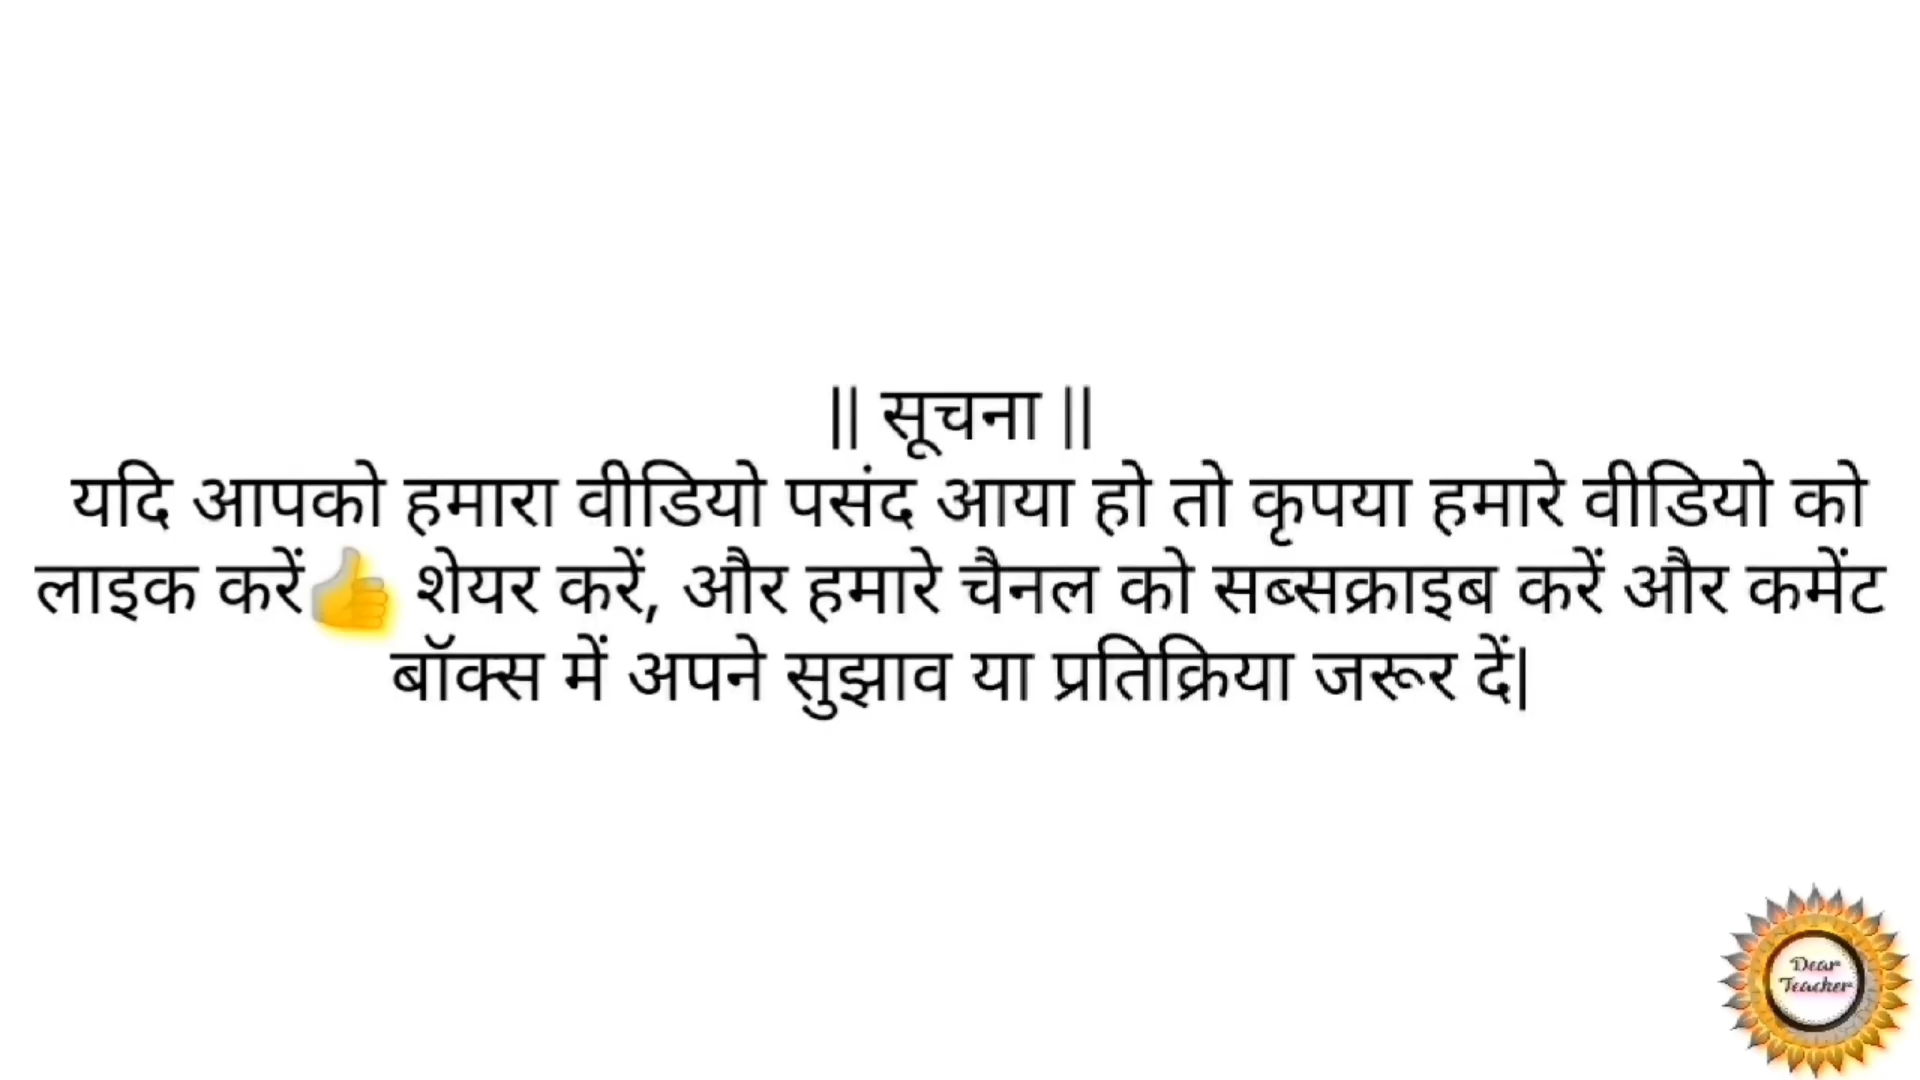 || सूचना ||
यदि आपको हमारा वीडियो पसंद आया हो तो कृपया हमारे वीडियो को
लाइक करें👍 शेयर करें, और हमारे चैनल को सब्सक्राइब करें और कमेंट
बॉक्स में अपने सुझाव या प्रतिक्रिया जरूर दें|
Dear
Teacher